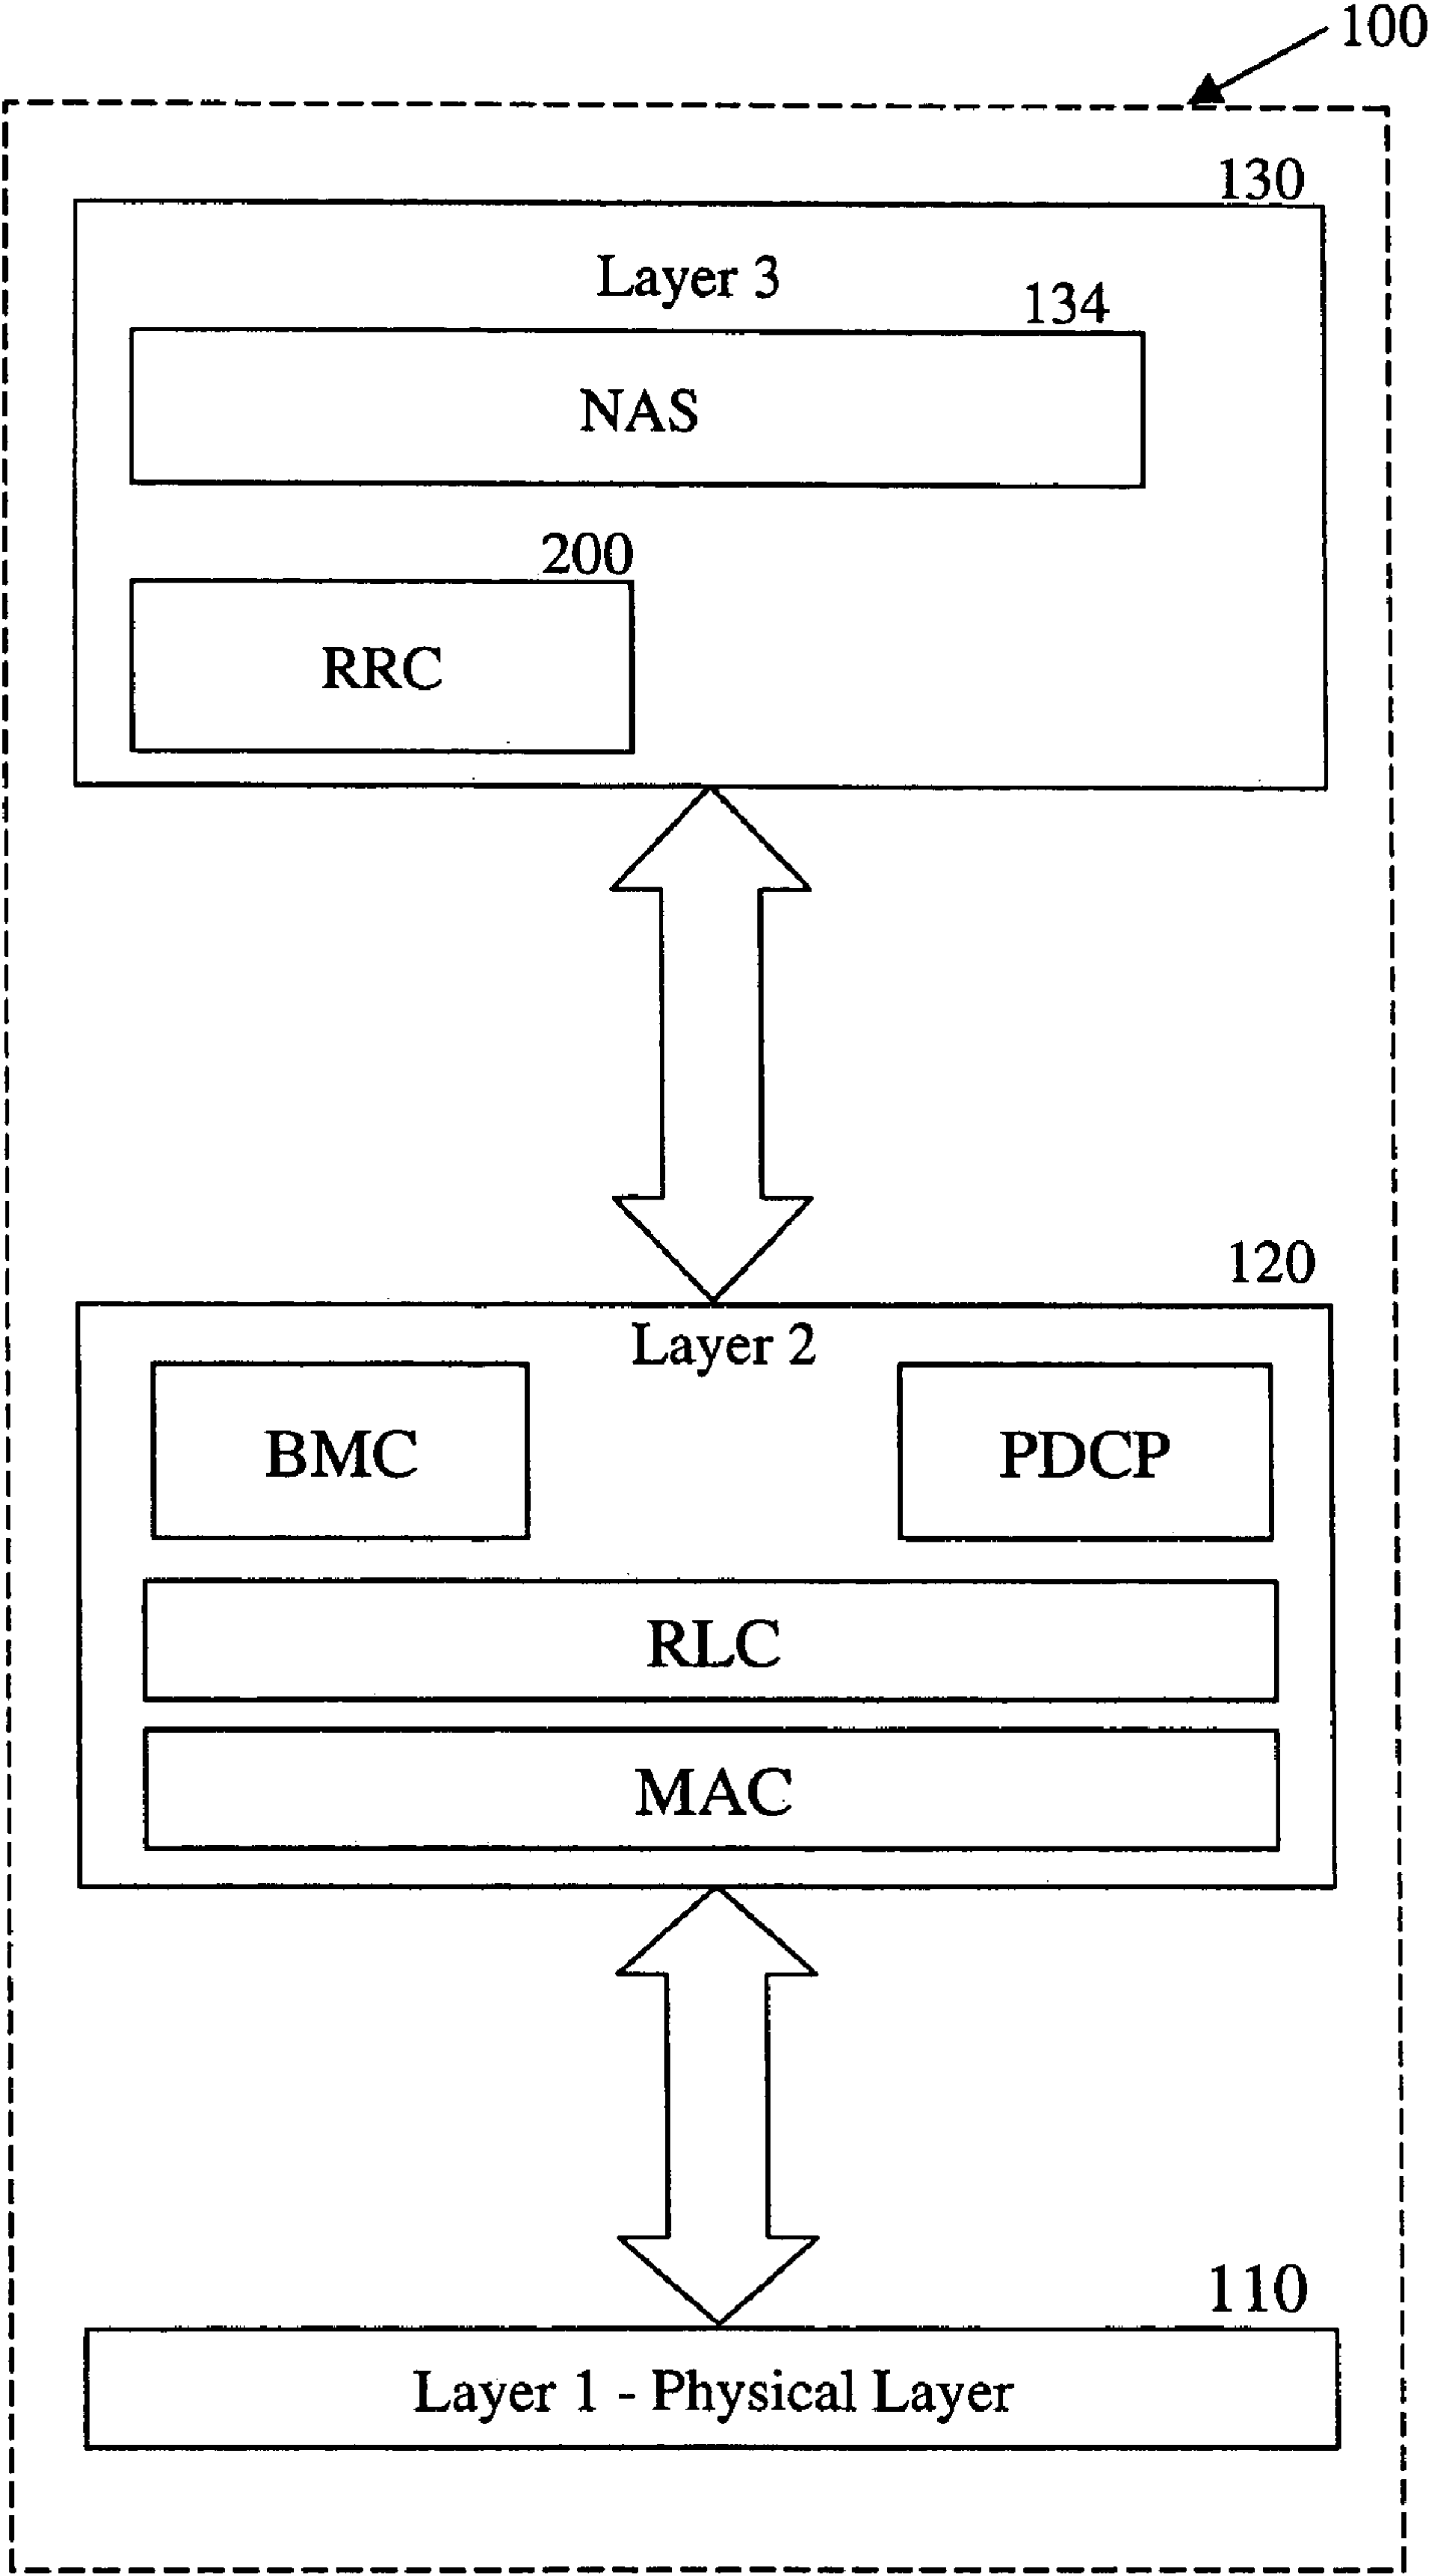 100
130
Layer 3
134
NAS
200
RRC
120
Layer 2
BMC
PDCP
RLC
MAC
110
Layer 1 - Physical Layer